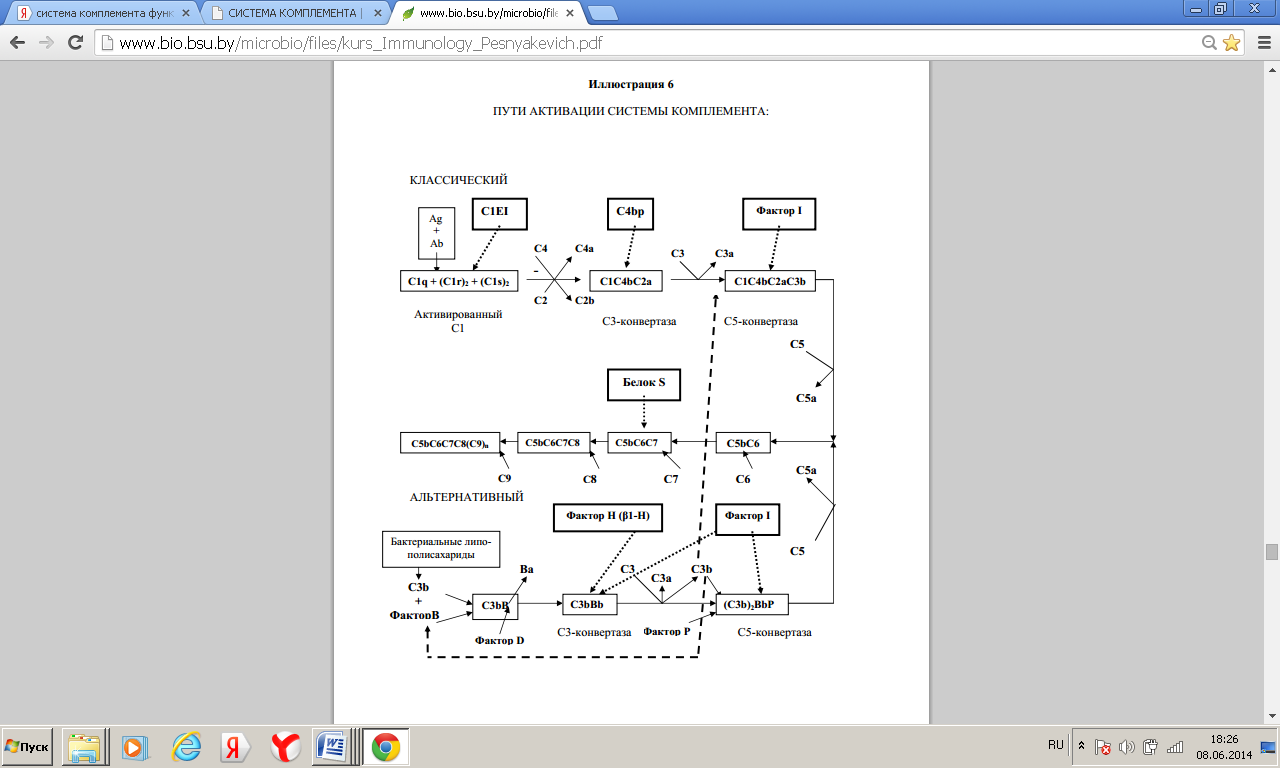 система комплемента функ
СИСТЕМА КОМПЛЕМЕНТА |
www.bio.bsu.by/microbio/file
www.bio.bsu.by/microbio/files/kurs_Immunology_Pesnyakevich.pdf
Иллюстрация 6
ПУТИ АКТИВАЦИИ СИСТЕМЫ КОМПЛЕМЕНТА:
КЛАССИЧЕСКИЙ
Ag
+
Ab
C1EI
C4bp
Фактор I
C4
C4a
C3
C3a
C1q + (C1r)₂ + (C1s)₂
-
C1C4bC2a
C1C4bC2aC3b
C2
C2b
Активированный
C1
C3-конвертаза
C5-конвертаза
C5
C5a
Белок S
C5bC6C7C8(C9)ₙ
C5bC6C7C8
C5bC6C7
C5bC6
C9
C8
C7
C6
C5a
АЛЬТЕРНАТИВНЫЙ
Фактор H (β1-H)
Фактор I
Бактериальные липо-
полисахариды
C5
Ba
C3
C3a
C3b
C3b
+
ФакторB
C3bB
C3bBb
(C3b)₂BbP
Фактор D
C3-конвертаза
Фактор P
C5-конвертаза
Пуск
RU
18:26
08.06.2014